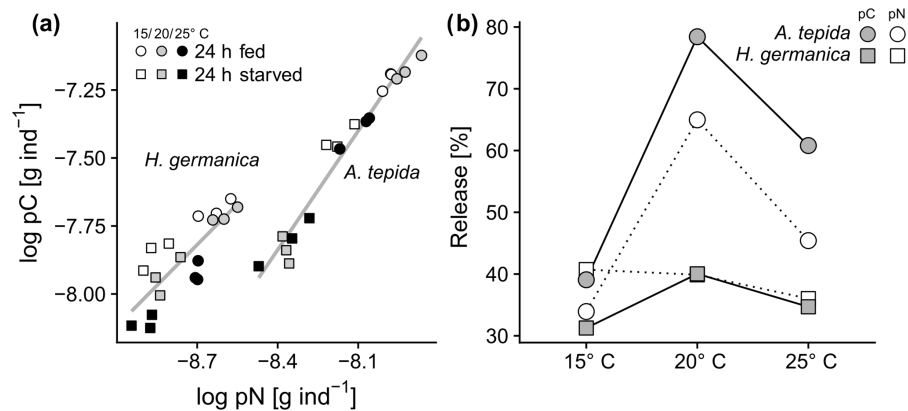 (a)
15/20/25° C
24 h fed
24 h starved
H. germanica
A. tepida
log pC [g ind⁻¹]
−7.25
−7.50
−7.75
−8.00
−8.7
−8.4
−8.1
log pN [g ind⁻¹]
(b)
pC pN
A. tepida
H. germanica
Release [%]
80
70
60
50
40
30
15° C
20° C
25° C